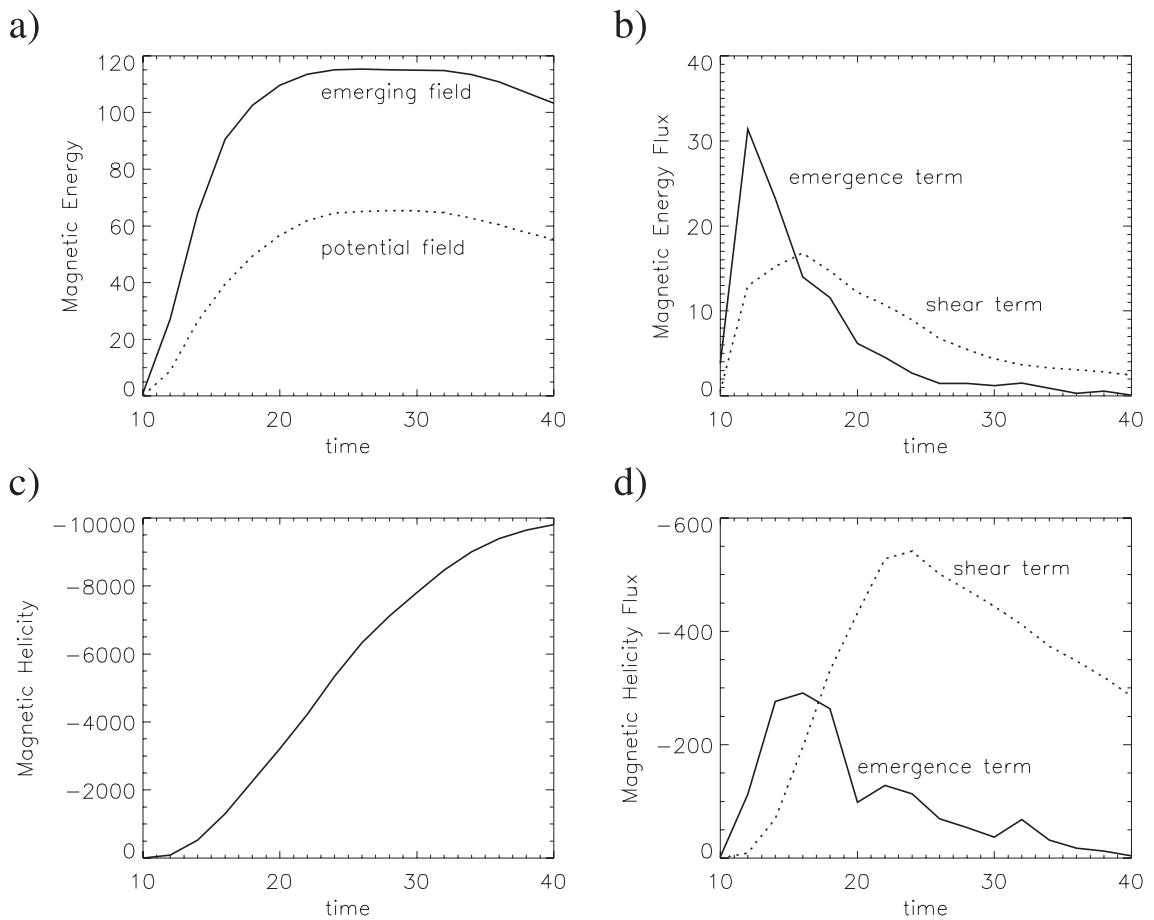 a)
120
100
80
60
40
20
0
Magnetic Energy
emerging field
potential field
10 20 30 40
time
b)
40
30
20
10
0
Magnetic Energy Flux
emergence term
shear term
10 20 30 40
time
c)
−10000
−8000
−6000
−4000
−2000
0
Magnetic Helicity
10 20 30 40
time
d)
−600
−400
−200
0
Magnetic Helicity Flux
shear term
emergence term
10 20 30 40
time